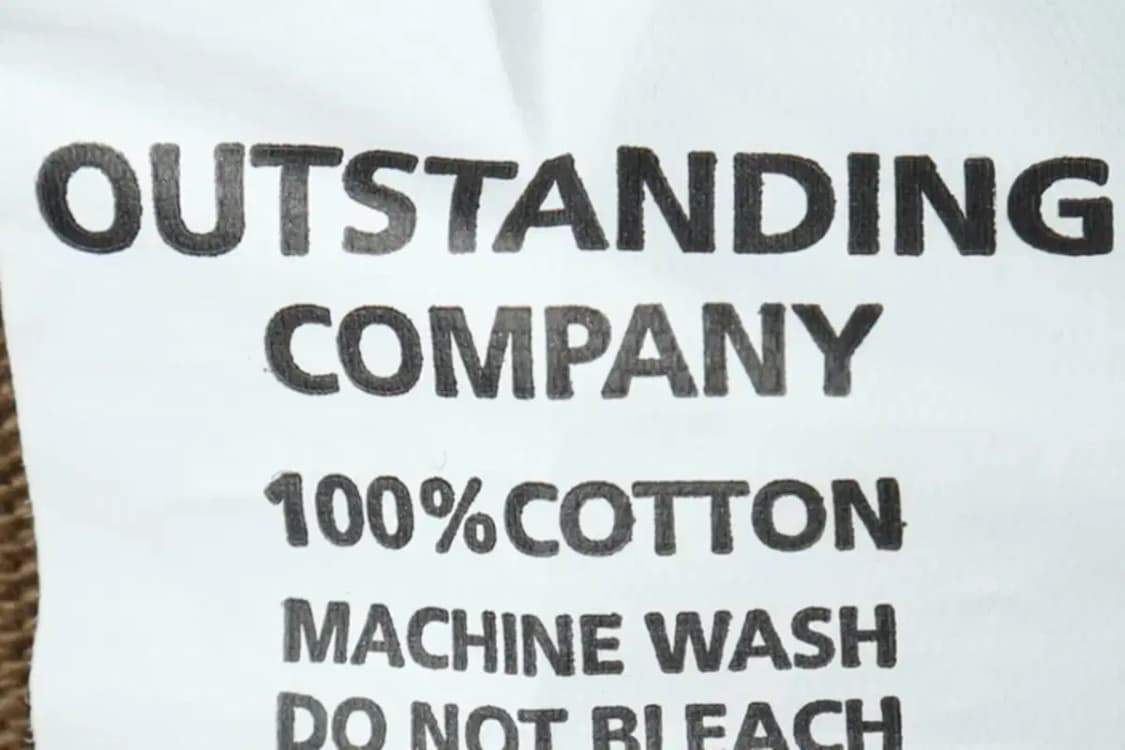 OUTSTANDING
COMPANY
100%COTTON
MACHINE WASH
DO NOT BLEACH